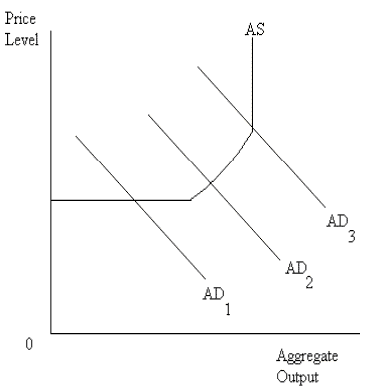 Price
Level
AS
AD
3
AD
2
AD
1
0
Aggregate
Output